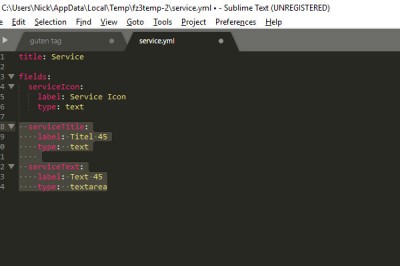 C:\Users\Nick\AppData\Local\Temp\fz3temp-2\service.yml • - Sublime Text (UNREGISTERED)
File Edit Selection Find View Goto Tools Project Preferences Help
guten tag
service.yml
1 title: Service
3 fields:
4 serviceIcon:
5 label: Service Icon
6 type: text
8 serviceTitle:
9 label: Titel 45
0 type: text
1
2 serviceText:
3 label: Text 45
4 type: textarea